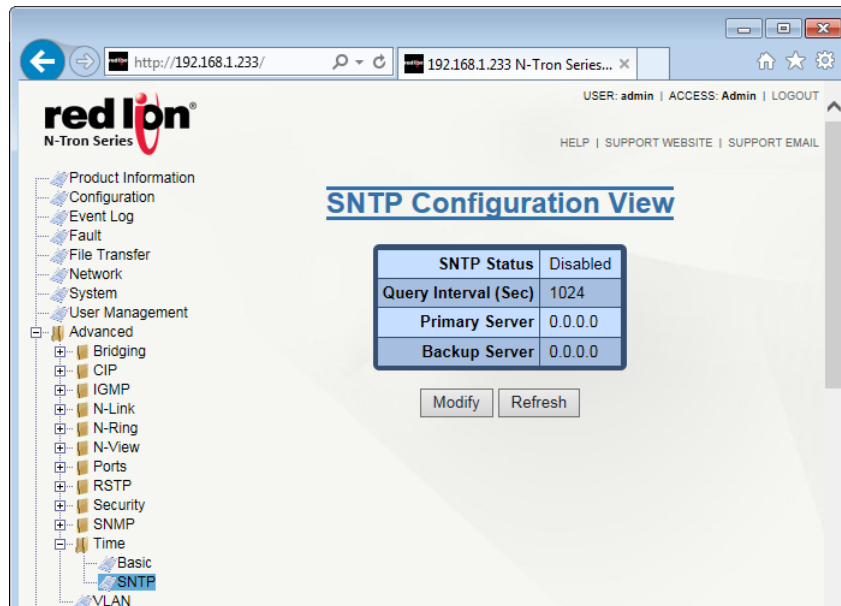 http://192.168.1.233/
192.168.1.233 N-Tron Series...
USER: admin | ACCESS: Admin | LOGOUT
red lion®
N-Tron Series
HELP | SUPPORT WEBSITE | SUPPORT EMAIL
Product Information
Configuration
Event Log
Fault
File Transfer
Network
System
User Management
Advanced
Bridging
CIP
IGMP
N-Link
N-Ring
N-View
Ports
RSTP
Security
SNMP
Time
Basic
SNTP
VLAN
SNTP Configuration View
SNTP Status Disabled
Query Interval (Sec) 1024
Primary Server 0.0.0.0
Backup Server 0.0.0.0
Modify Refresh